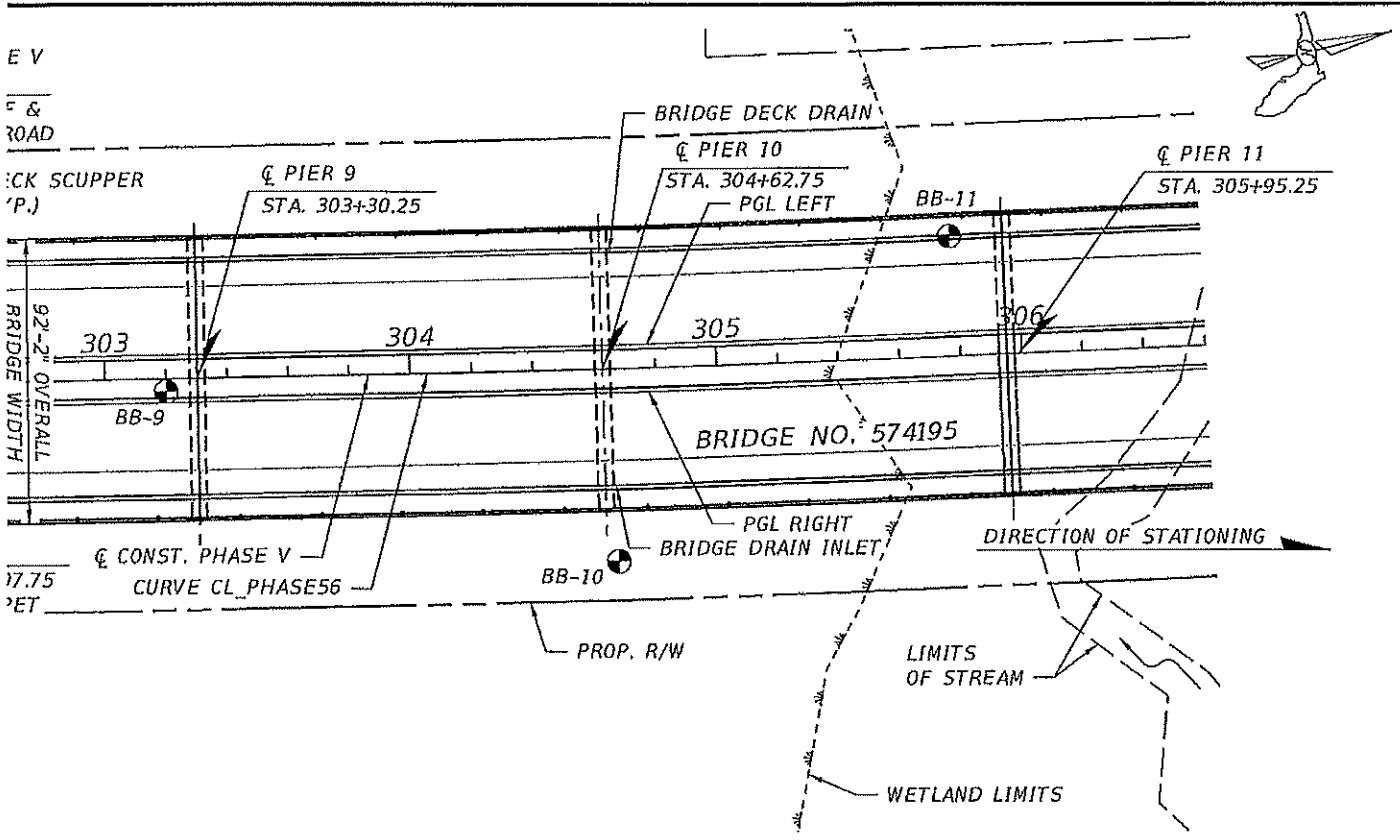 E V
F &
ROAD
ECK SCUPPER
YP.)
BRIDGE DECK DRAIN
℄ PIER 9
STA. 303+30.25
℄ PIER 10
STA. 304+62.75
PGL LEFT
℄ PIER 11
STA. 305+95.25
BB-11
92'-2" OVERALL
BRIDGE WIDTH
303
304
305
306
BB-9
BRIDGE NO. 574195
℄ CONST. PHASE V
CURVE CL_PHASE56
PGL RIGHT
BRIDGE DRAIN INLET
BB-10
DIRECTION OF STATIONING
97.75
PET
PROP. R/W
LIMITS
OF STREAM
WETLAND LIMITS